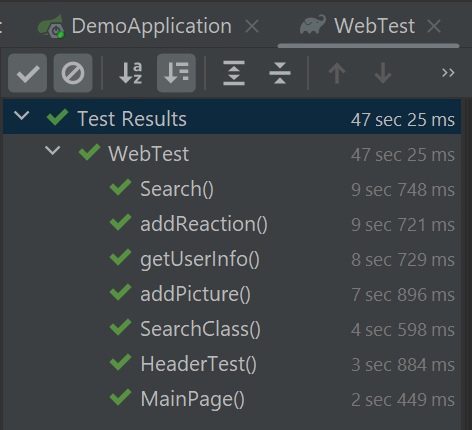 : DemoApplication × WebTest ×
Test Results 47 sec 25 ms
WebTest 47 sec 25 ms
Search() 9 sec 748 ms
addReaction() 9 sec 721 ms
getUserInfo() 8 sec 729 ms
addPicture() 7 sec 896 ms
SearchClass() 4 sec 598 ms
HeaderTest() 3 sec 884 ms
MainPage() 2 sec 449 ms